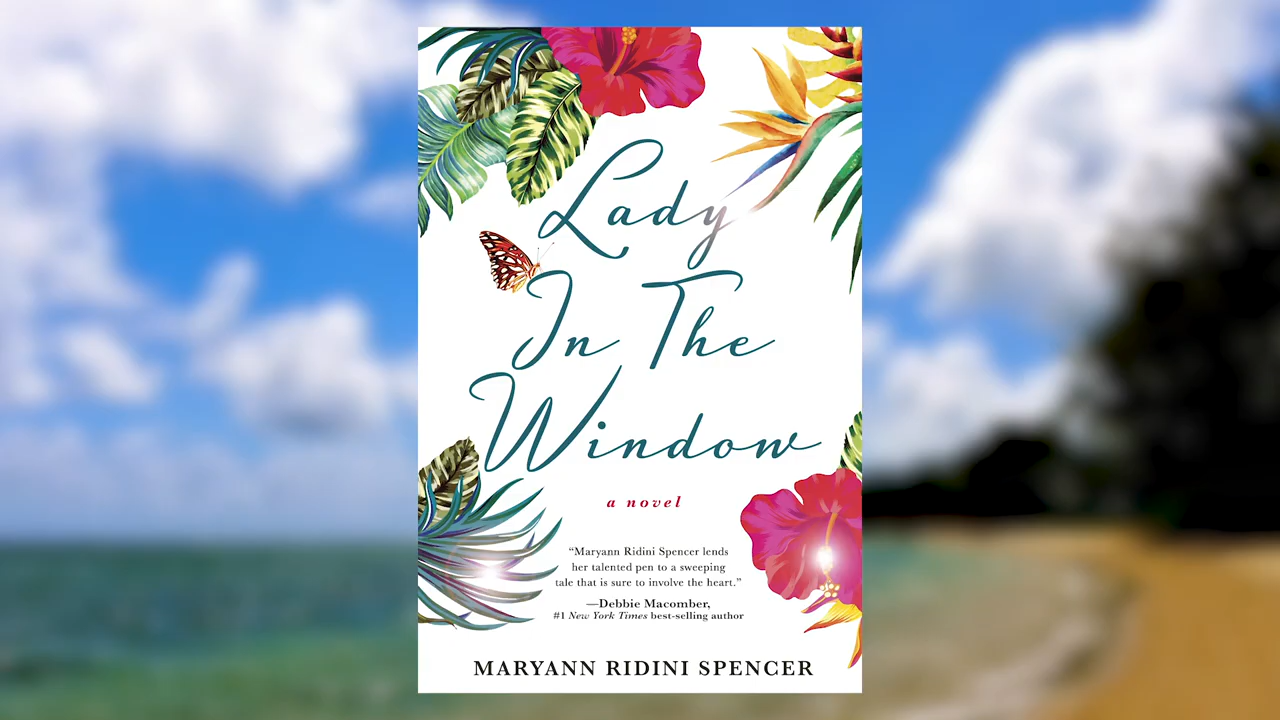 Lady
In The
Window
a novel
“Maryann Ridini Spencer lends
her talented pen to a sweeping
tale that is sure to involve the heart.”
—Debbie Macomber,
#1 New York Times best-selling author
MARYANN RIDINI SPENCER